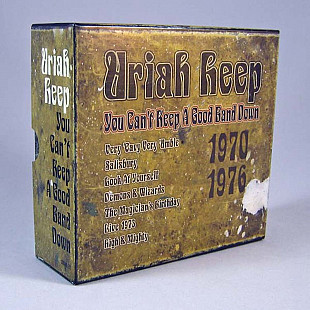 Uriah
Heep
You
Can't
Keep
A Good
Band
Down
Uriah Heep
You Can't Keep A Good Band Down
1970
1976
Very 'Eavy Very 'Umble
Salisbury
Look At Yourself
Demons & Wizards
The Magician's Birthday
Live 1973
High & Mighty